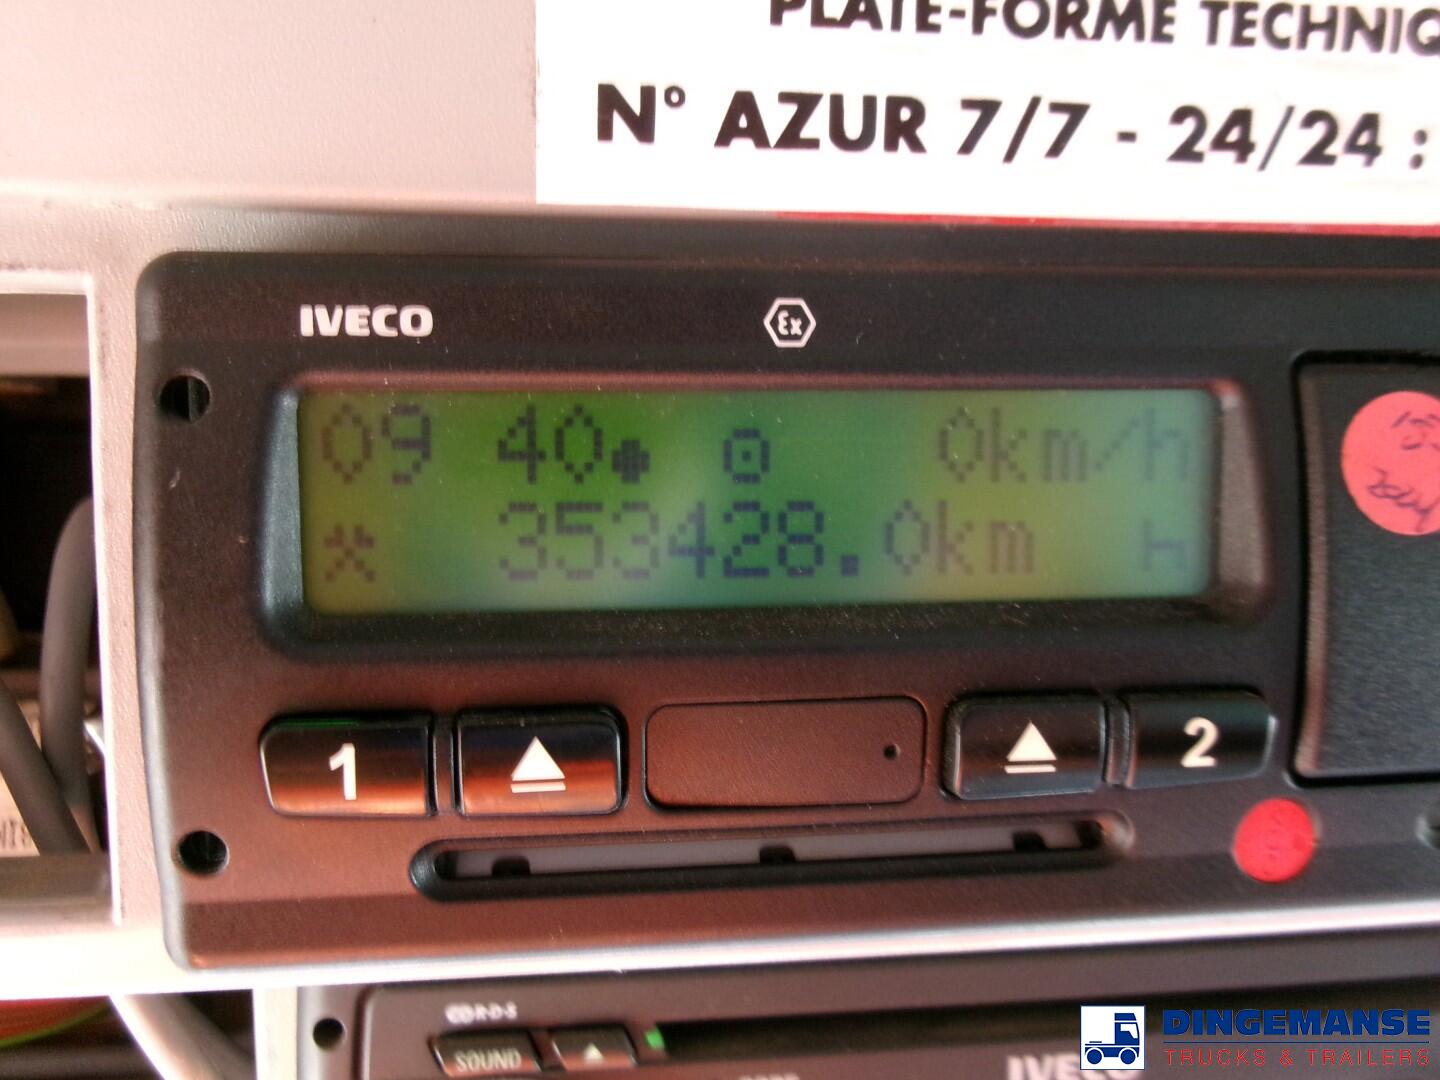 PLATE-FORME TECHNIQ
N° AZUR 7/7 - 24/24 :
IVECO
Ex
09 40 0km/h
353428.0km h
1
2
R·D·S
SOUND
IVECO
DINGEMANSE
TRUCKS & TRAILERS